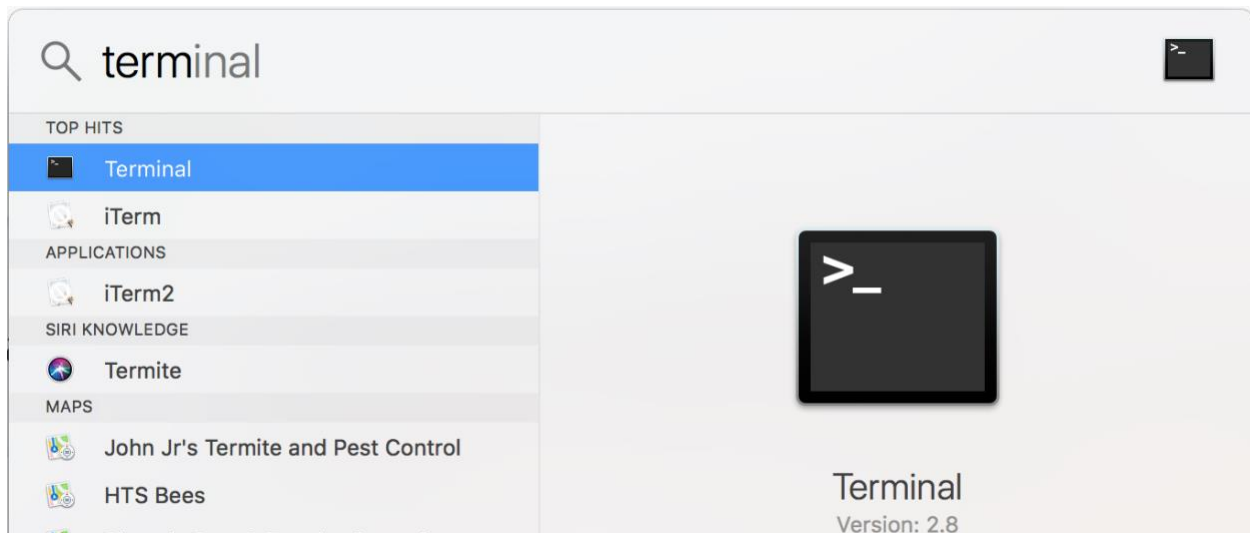 terminal
>_
TOP HITS
>_
Terminal
iTerm
APPLICATIONS
iTerm2
SIRI KNOWLEDGE
Termite
MAPS
John Jr's Termite and Pest Control
HTS Bees
>_
Terminal
Version: 2.8